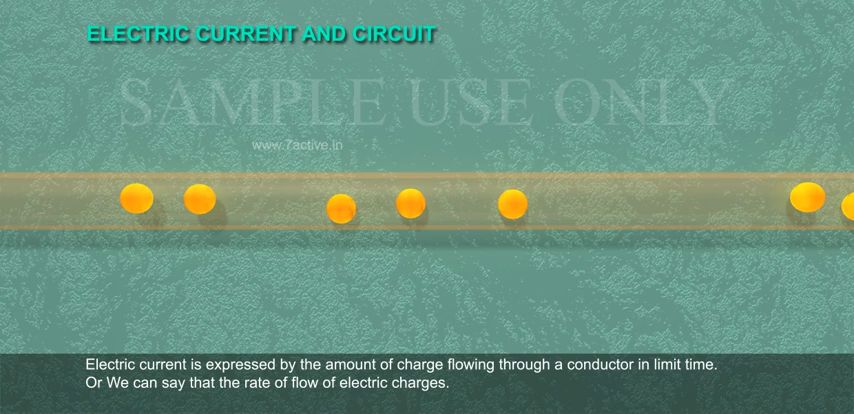 ELECTRIC CURRENT AND CIRCUIT
SAMPLE USE ONLY
www.7active.in
Electric current is expressed by the amount of charge flowing through a conductor in limit time.
Or We can say that the rate of flow of electric charges.